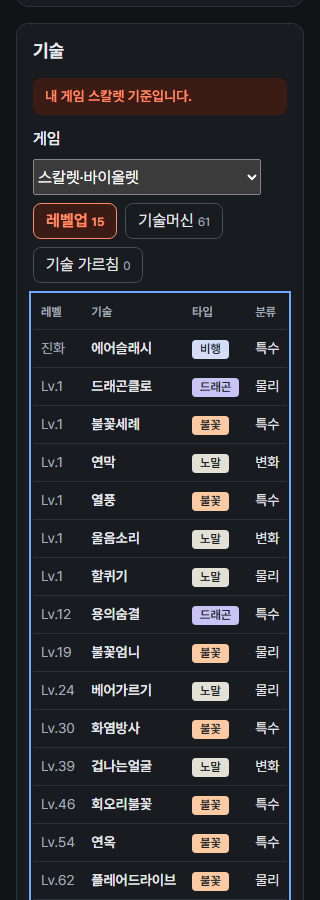 기술
내 게임 스칼렛 기준입니다.
게임
스칼렛·바이올렛
레벨업 15 기술머신 61
기술 가르침 0
레벨 기술 타입 분류
진화 에어슬래시 비행 특수
Lv.1 드래곤클로 드래곤 물리
Lv.1 불꽃세례 불꽃 특수
Lv.1 연막 노말 변화
Lv.1 열풍 불꽃 특수
Lv.1 울음소리 노말 변화
Lv.1 할퀴기 노말 물리
Lv.12 용의숨결 드래곤 특수
Lv.19 불꽃엄니 불꽃 물리
Lv.24 베어가르기 노말 물리
Lv.30 화염방사 불꽃 특수
Lv.39 겁나는얼굴 노말 변화
Lv.46 회오리불꽃 불꽃 특수
Lv.54 연옥 불꽃 특수
Lv.62 플레어드라이브 불꽃 물리